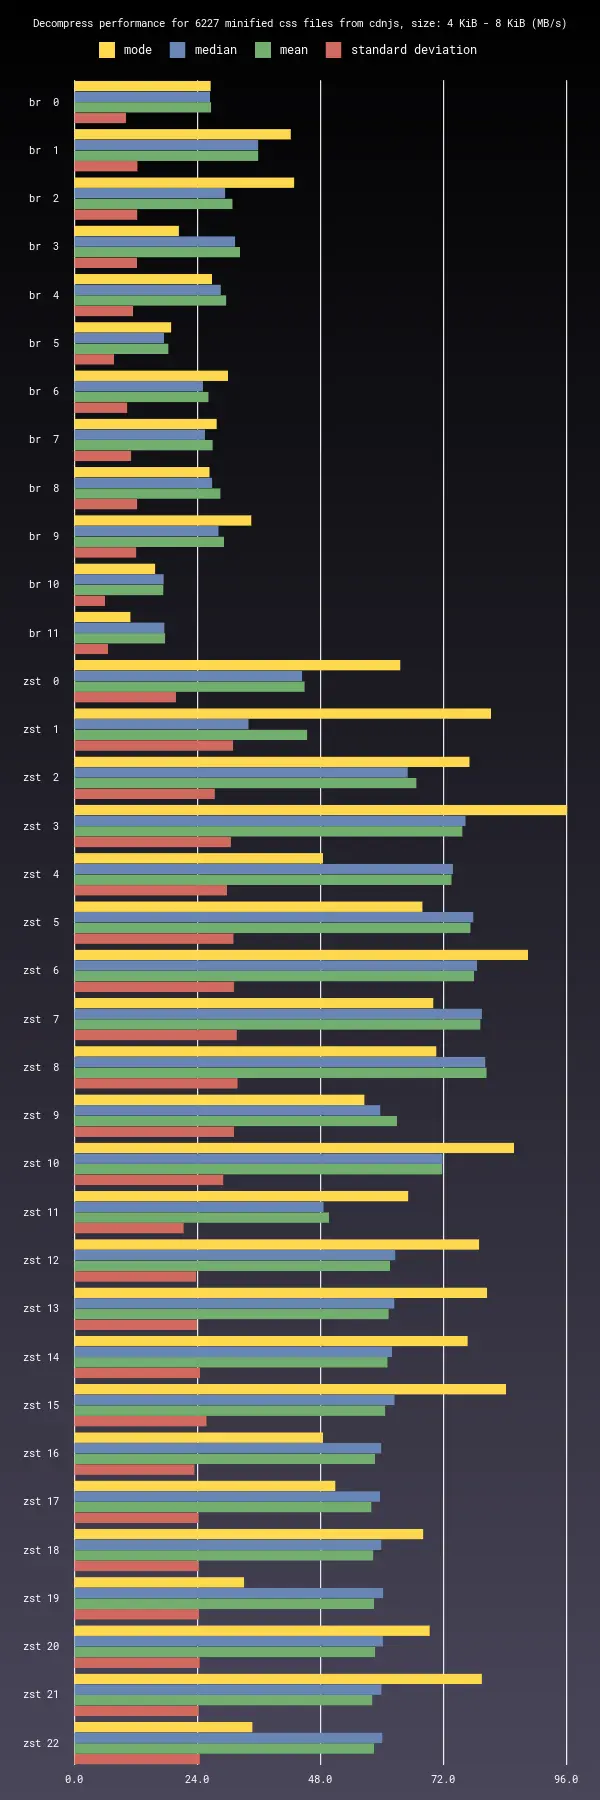 Decompress performance for 6227 minified css files from cdnjs, size: 4 KiB - 8 KiB (MB/s)
mode median mean standard deviation
br 0
br 1
br 2
br 3
br 4
br 5
br 6
br 7
br 8
br 9
br 10
br 11
zst 0
zst 1
zst 2
zst 3
zst 4
zst 5
zst 6
zst 7
zst 8
zst 9
zst 10
zst 11
zst 12
zst 13
zst 14
zst 15
zst 16
zst 17
zst 18
zst 19
zst 20
zst 21
zst 22
0.0 24.0 48.0 72.0 96.0